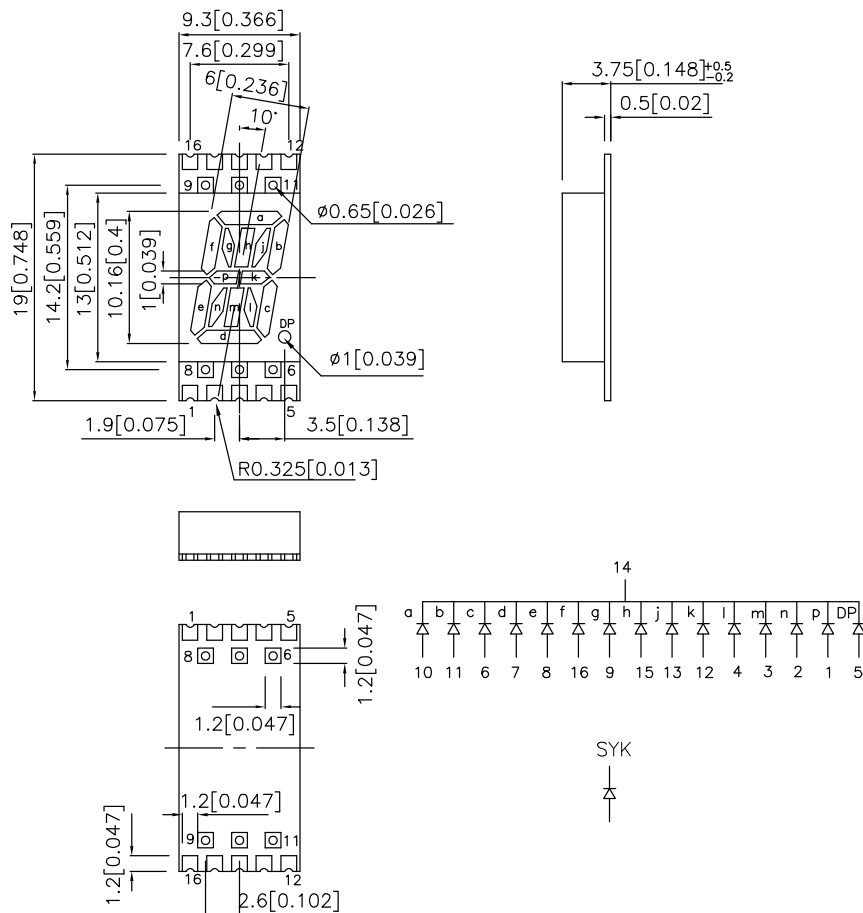 9.3[0.366]
7.6[0.299]
6[0.236]
10°
16 12
9 11
19[0.748]
14.2[0.559]
13[0.512]
10.16[0.4]
1[0.039]
a
f g h j b
p k
e n m l c
d
DP
ø0.65[0.026]
ø1[0.039]
8 6
1 5
1.9[0.075]
3.5[0.138]
R0.325[0.013]
3.75[0.148] +0.5 -0.2
0.5[0.02]
1 5
8 6
1.2[0.047]
1.2[0.047]
1.2[0.047]
9 11
1.2[0.047]
16 12
2.6[0.102]
14
a b c d e f g h j k l m n p DP
10 11 6 7 8 16 9 15 13 12 4 3 2 1 5
SYK